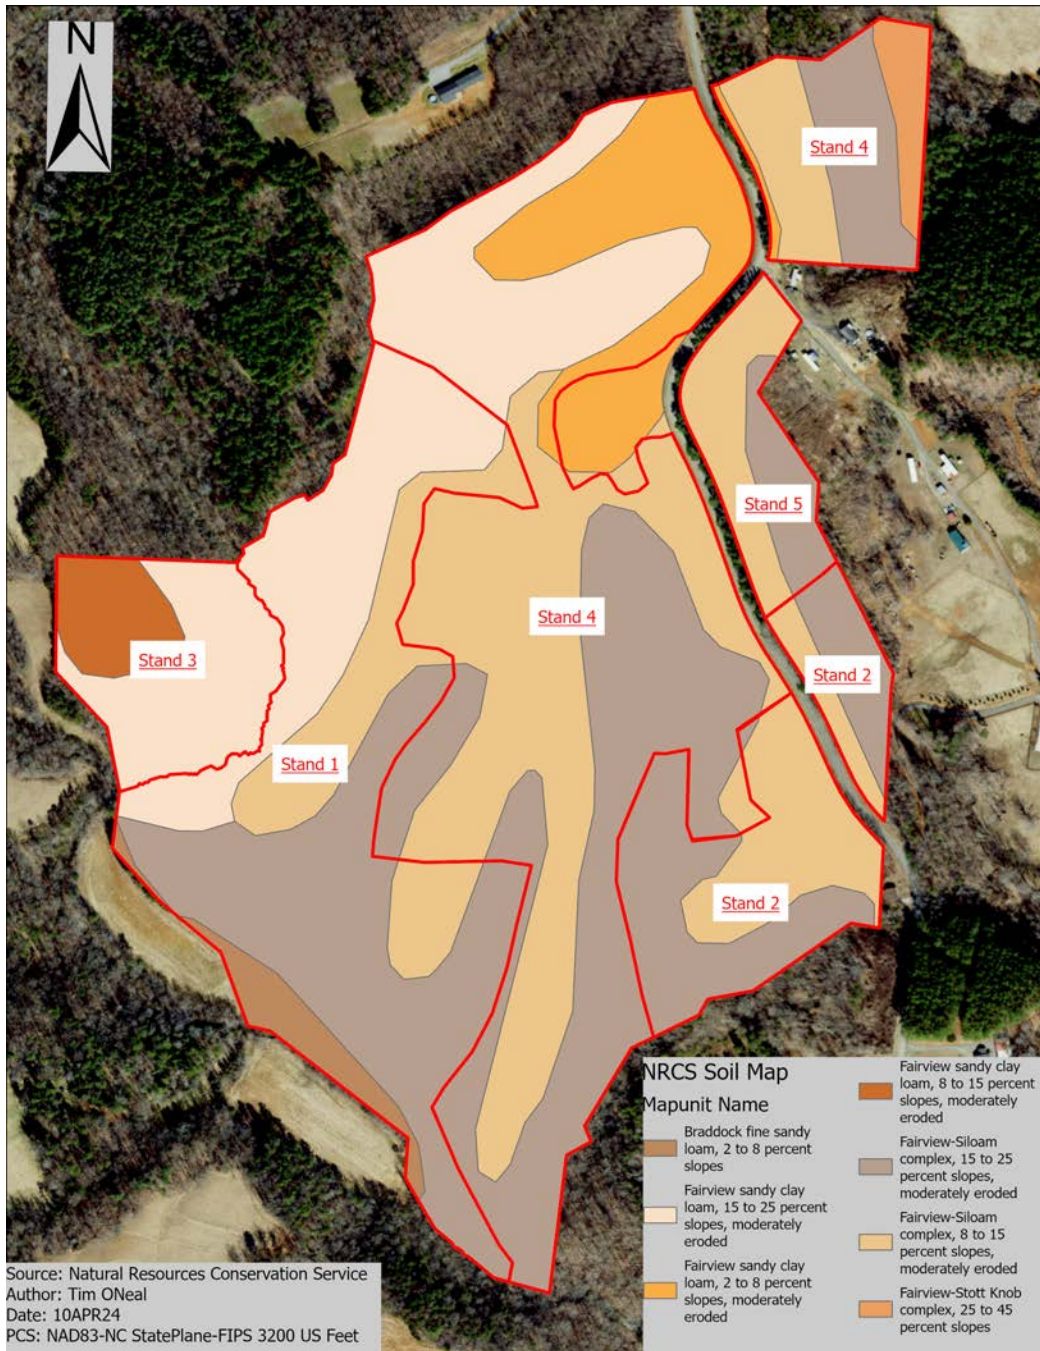 N
Stand 4
Stand 5
Stand 4
Stand 3
Stand 2
Stand 1
Stand 2
NRCS Soil Map
Mapunit Name
Braddock fine sandy
loam, 2 to 8 percent
slopes
Fairview sandy clay
loam, 15 to 25 percent
slopes, moderately
eroded
Fairview sandy clay
loam, 2 to 8 percent
slopes, moderately
eroded
Fairview sandy clay
loam, 8 to 15 percent
slopes, moderately
eroded
Fairview-Siloam
complex, 15 to 25
percent slopes,
moderately eroded
Fairview-Siloam
complex, 8 to 15
percent slopes,
moderately eroded
Fairview-Stott Knob
complex, 25 to 45
percent slopes
Source: Natural Resources Conservation Service
Author: Tim ONeal
Date: 10APR24
PCS: NAD83-NC StatePlane-FIPS 3200 US Feet